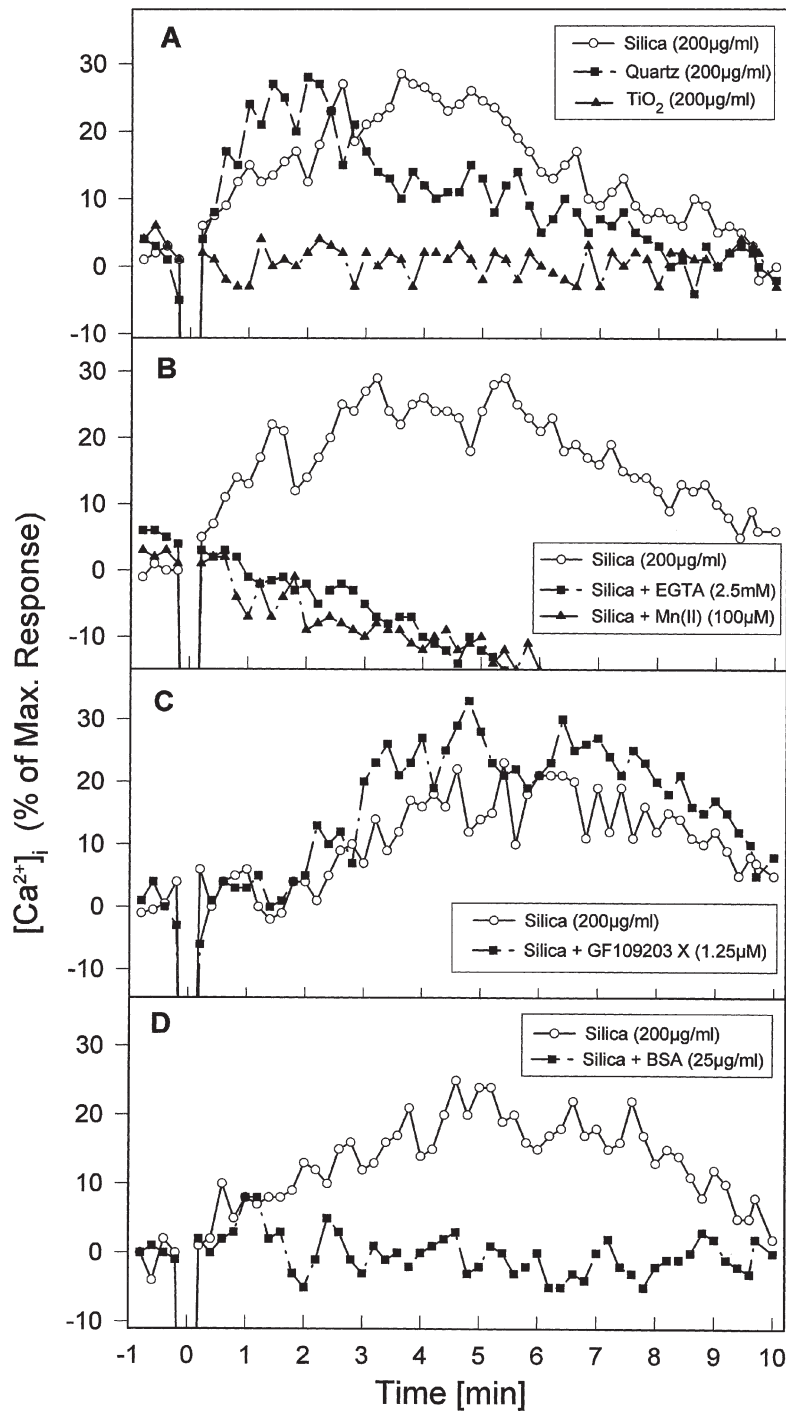 [Ca²⁺]ᵢ (% of Max. Response)
A
Silica (200µg/ml)
Quartz (200µg/ml)
TiO₂ (200µg/ml)
30
20
10
0
-10
B
30
20
10
0
-10
Silica (200µg/ml)
Silica + EGTA (2.5mM)
Silica + Mn(II) (100µM)
C
30
20
10
0
-10
Silica (200µg/ml)
Silica + GF109203 X (1.25µM)
D
30
20
10
0
-10
Silica (200µg/ml)
Silica + BSA (25µg/ml)
-1 0 1 2 3 4 5 6 7 8 9 10
Time [min]